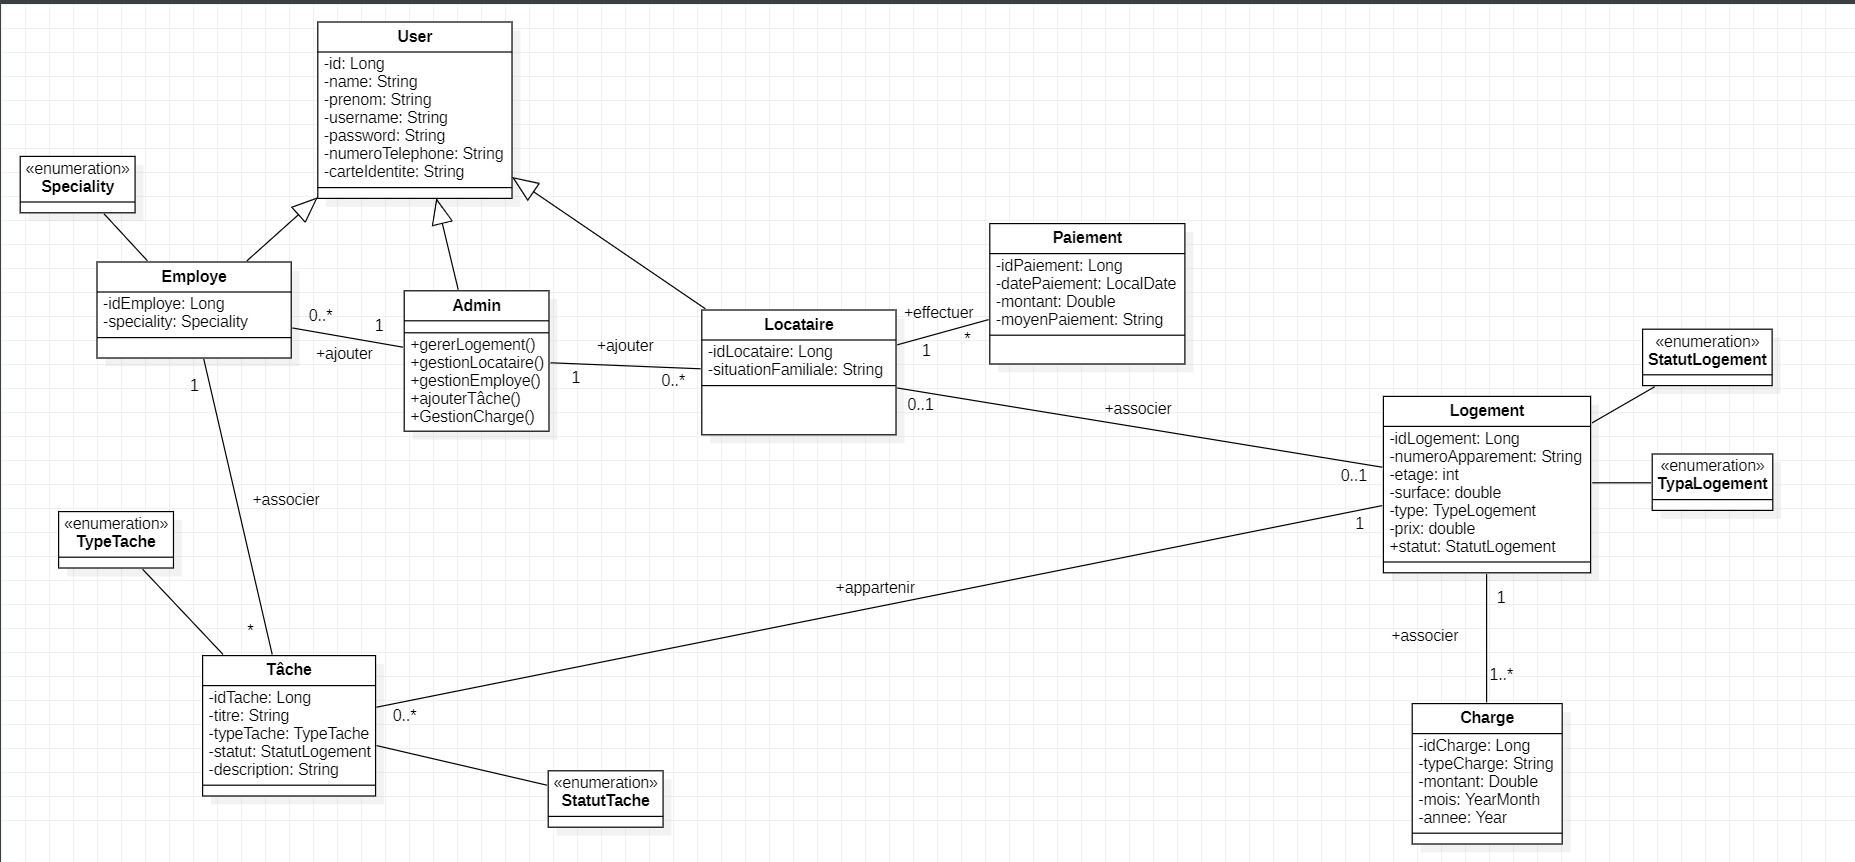 User
-id: Long
-name: String
-prenom: String
-username: String
-password: String
-numeroTelephone: String
-carteIdentite: String
«enumeration»
Speciality
Employe
-idEmploye: Long
-speciality: Speciality
0..*
1
+ajouter
Admin
+gererLogement()
+gestionLocataire()
+gestionEmploye()
+ajouterTâche()
+GestionCharge()
+ajouter
1
0..*
Locataire
-idLocataire: Long
-situationFamiliale: String
+effectuer
1
*
Paiement
-idPaiement: Long
-datePaiement: LocalDate
-montant: Double
-moyenPaiement: String
0..1
+associer
0..1
«enumeration»
StatutLogement
Logement
-idLogement: Long
-numeroApparement: String
-etage: int
-surface: double
-type: TypeLogement
-prix: double
+statut: StatutLogement
«enumeration»
TypaLogement
1
+associer
*
«enumeration»
TypeTache
1
+appartenir
0..*
Tâche
-idTache: Long
-titre: String
-typeTache: TypeTache
-statut: StatutLogement
-description: String
«enumeration»
StatutTache
1
+associer
1..*
Charge
-idCharge: Long
-typeCharge: String
-montant: Double
-mois: YearMonth
-annee: Year